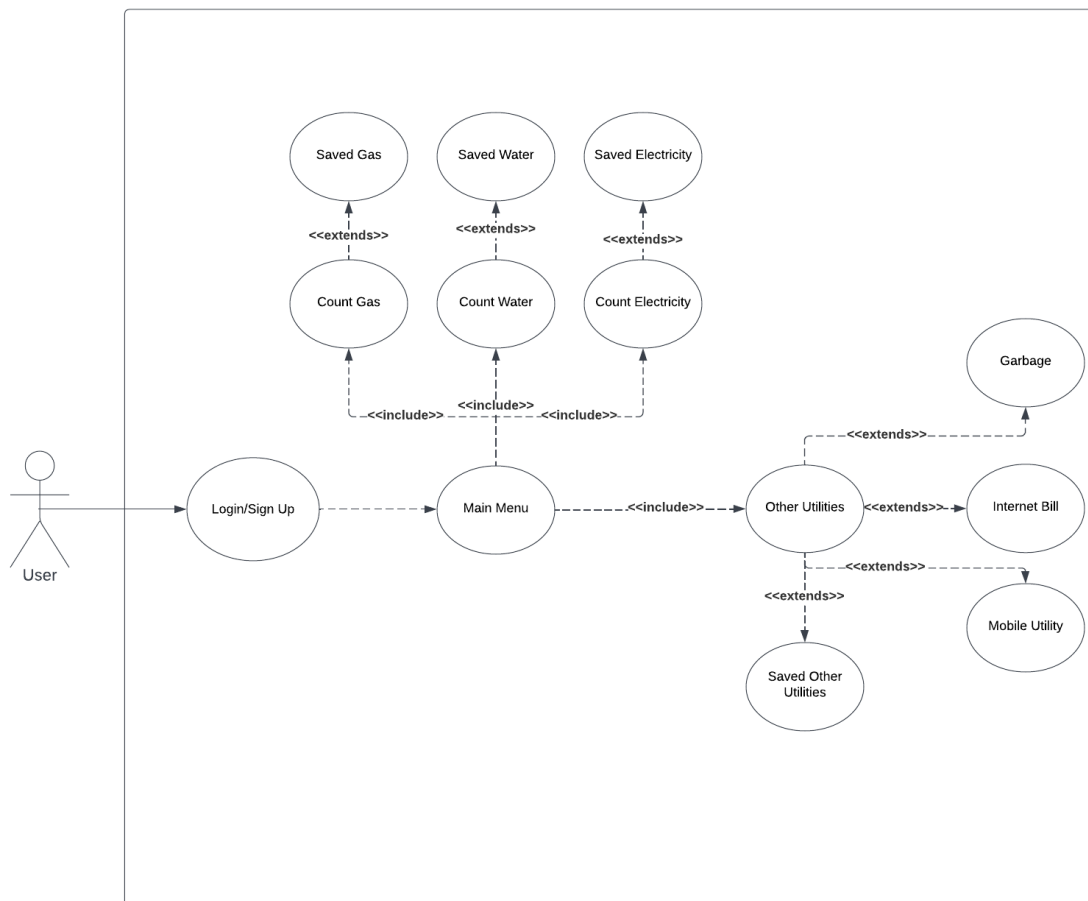 Saved Gas
Saved Water
Saved Electricity
<<extends>>
<<extends>>
<<extends>>
Count Gas
Count Water
Count Electricity
<<include>>
<<include>>
<<include>>
Garbage
<<extends>>
User
Login/Sign Up
Main Menu
<<include>>
Other Utilities
<<extends>>
Internet Bill
<<extends>>
<<extends>>
Mobile Utility
Saved Other
Utilities